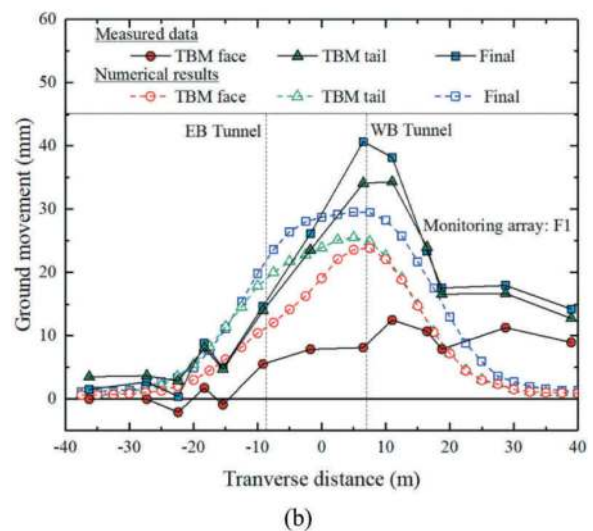 Measured data
TBM face TBM tail Final
Numerical results
TBM face TBM tail Final
EB Tunnel WB Tunnel
Monitoring array: F1
Ground movement (mm)
60
50
40
30
20
10
0
-40 -30 -20 -10 0 10 20 30 40
Tranverse distance (m)
(b)